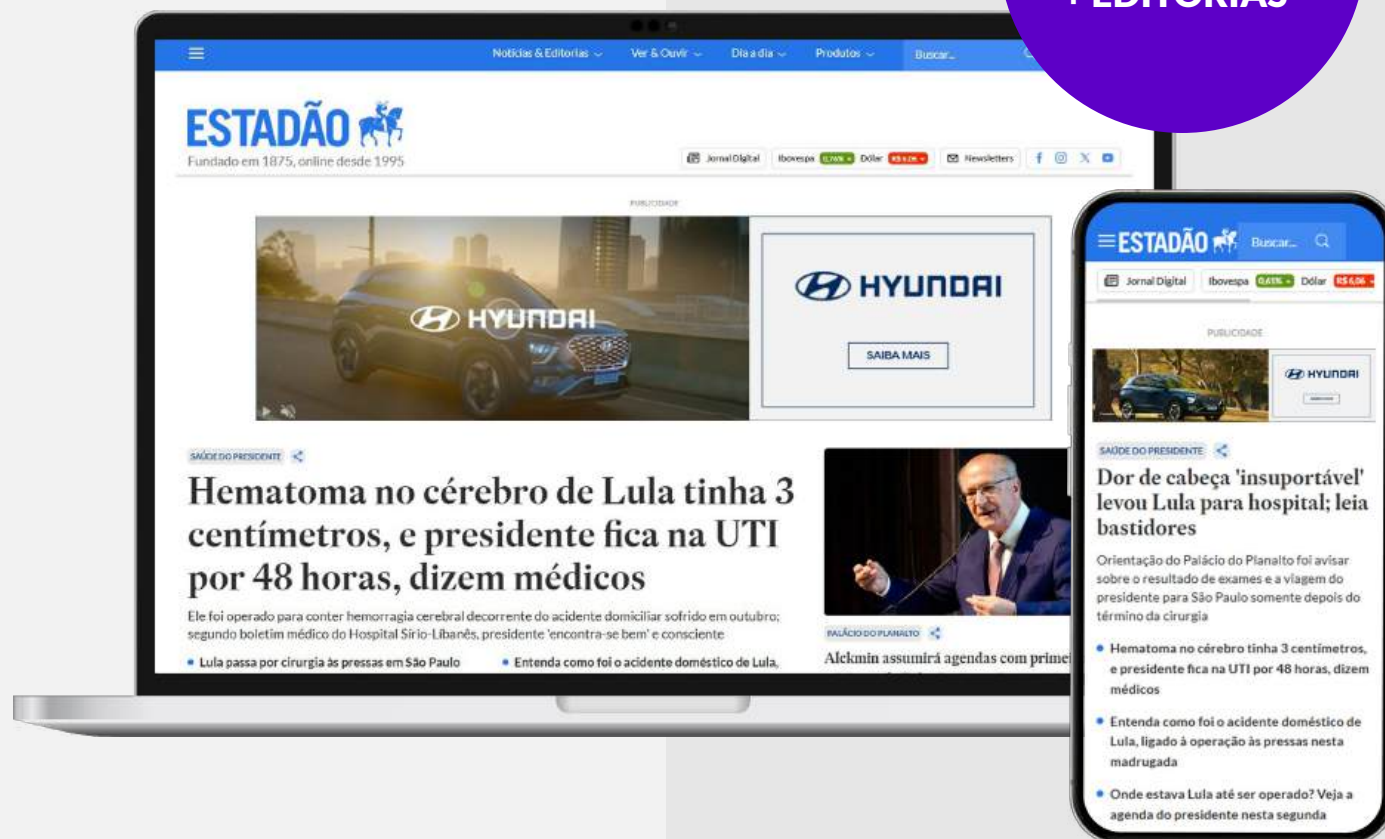 + EDITORIAS
Notícias & Editorias
Ver & Ouvir
Dia a dia
Produtos
Buscar...
ESTADÃO
Fundado em 1875, online desde 1995
Jornal Digital
Ibovespa 0,76%
Dólar R$ 6,06
Newsletters
PUBLICIDADE
HYUNDAI
HYUNDAI
SAIBA MAIS
SAÚDE DO PRESIDENTE
Hematoma no cérebro de Lula tinha 3
centímetros, e presidente fica na UTI
por 48 horas, dizem médicos
Ele foi operado para conter hemorragia cerebral decorrente do acidente domiciliar sofrido em outubro;
segundo boletim médico do Hospital Sírio-Libanês, presidente 'encontra-se bem' e consciente
• Lula passa por cirurgia às pressas em São Paulo
• Entenda como foi o acidente doméstico de Lula,
PALÁCIO DO PLANALTO
Alckmin assumirá agendas com prime
ESTADÃO
Buscar...
Jornal Digital
Ibovespa 0,61%
Dólar R$ 6,06
PUBLICIDADE
HYUNDAI
SAÚDE DO PRESIDENTE
Dor de cabeça 'insuportável'
levou Lula para hospital; leia
bastidores
Orientação do Palácio do Planalto foi avisar
sobre o resultado de exames e a viagem do
presidente para São Paulo somente depois do
término da cirurgia
• Hematoma no cérebro tinha 3 centímetros,
e presidente fica na UTI por 48 horas, dizem
médicos
• Entenda como foi o acidente doméstico de
Lula, ligado à operação às pressas nesta
madrugada
• Onde estava Lula até ser operado? Veja a
agenda do presidente nesta segunda